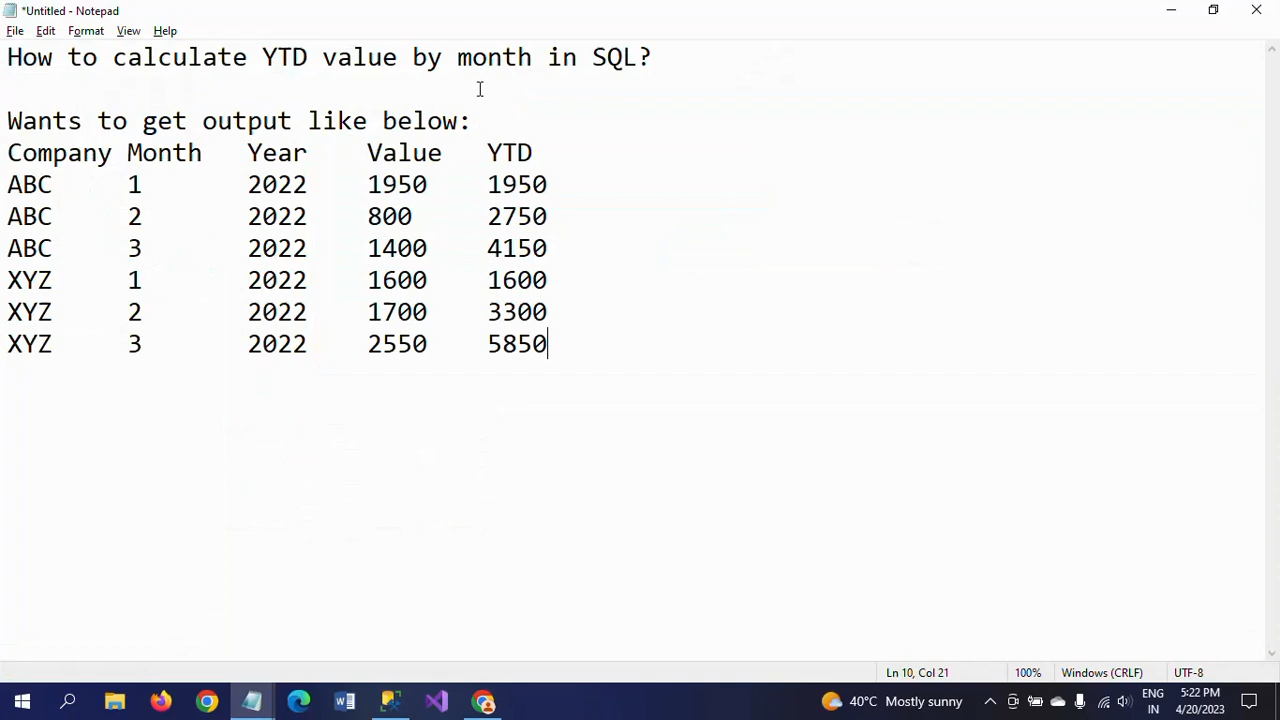 *Untitled - Notepad
File Edit Format View Help
How to calculate YTD value by month in SQL?
Wants to get output like below:
Company Month Year Value YTD
ABC 1 2022 1950 1950
ABC 2 2022 800 2750
ABC 3 2022 1400 4150
XYZ 1 2022 1600 1600
XYZ 2 2022 1700 3300
XYZ 3 2022 2550 5850
Ln 10, Col 21 100% Windows (CRLF) UTF-8
40°C Mostly sunny ENG IN 5:22 PM 4/20/2023